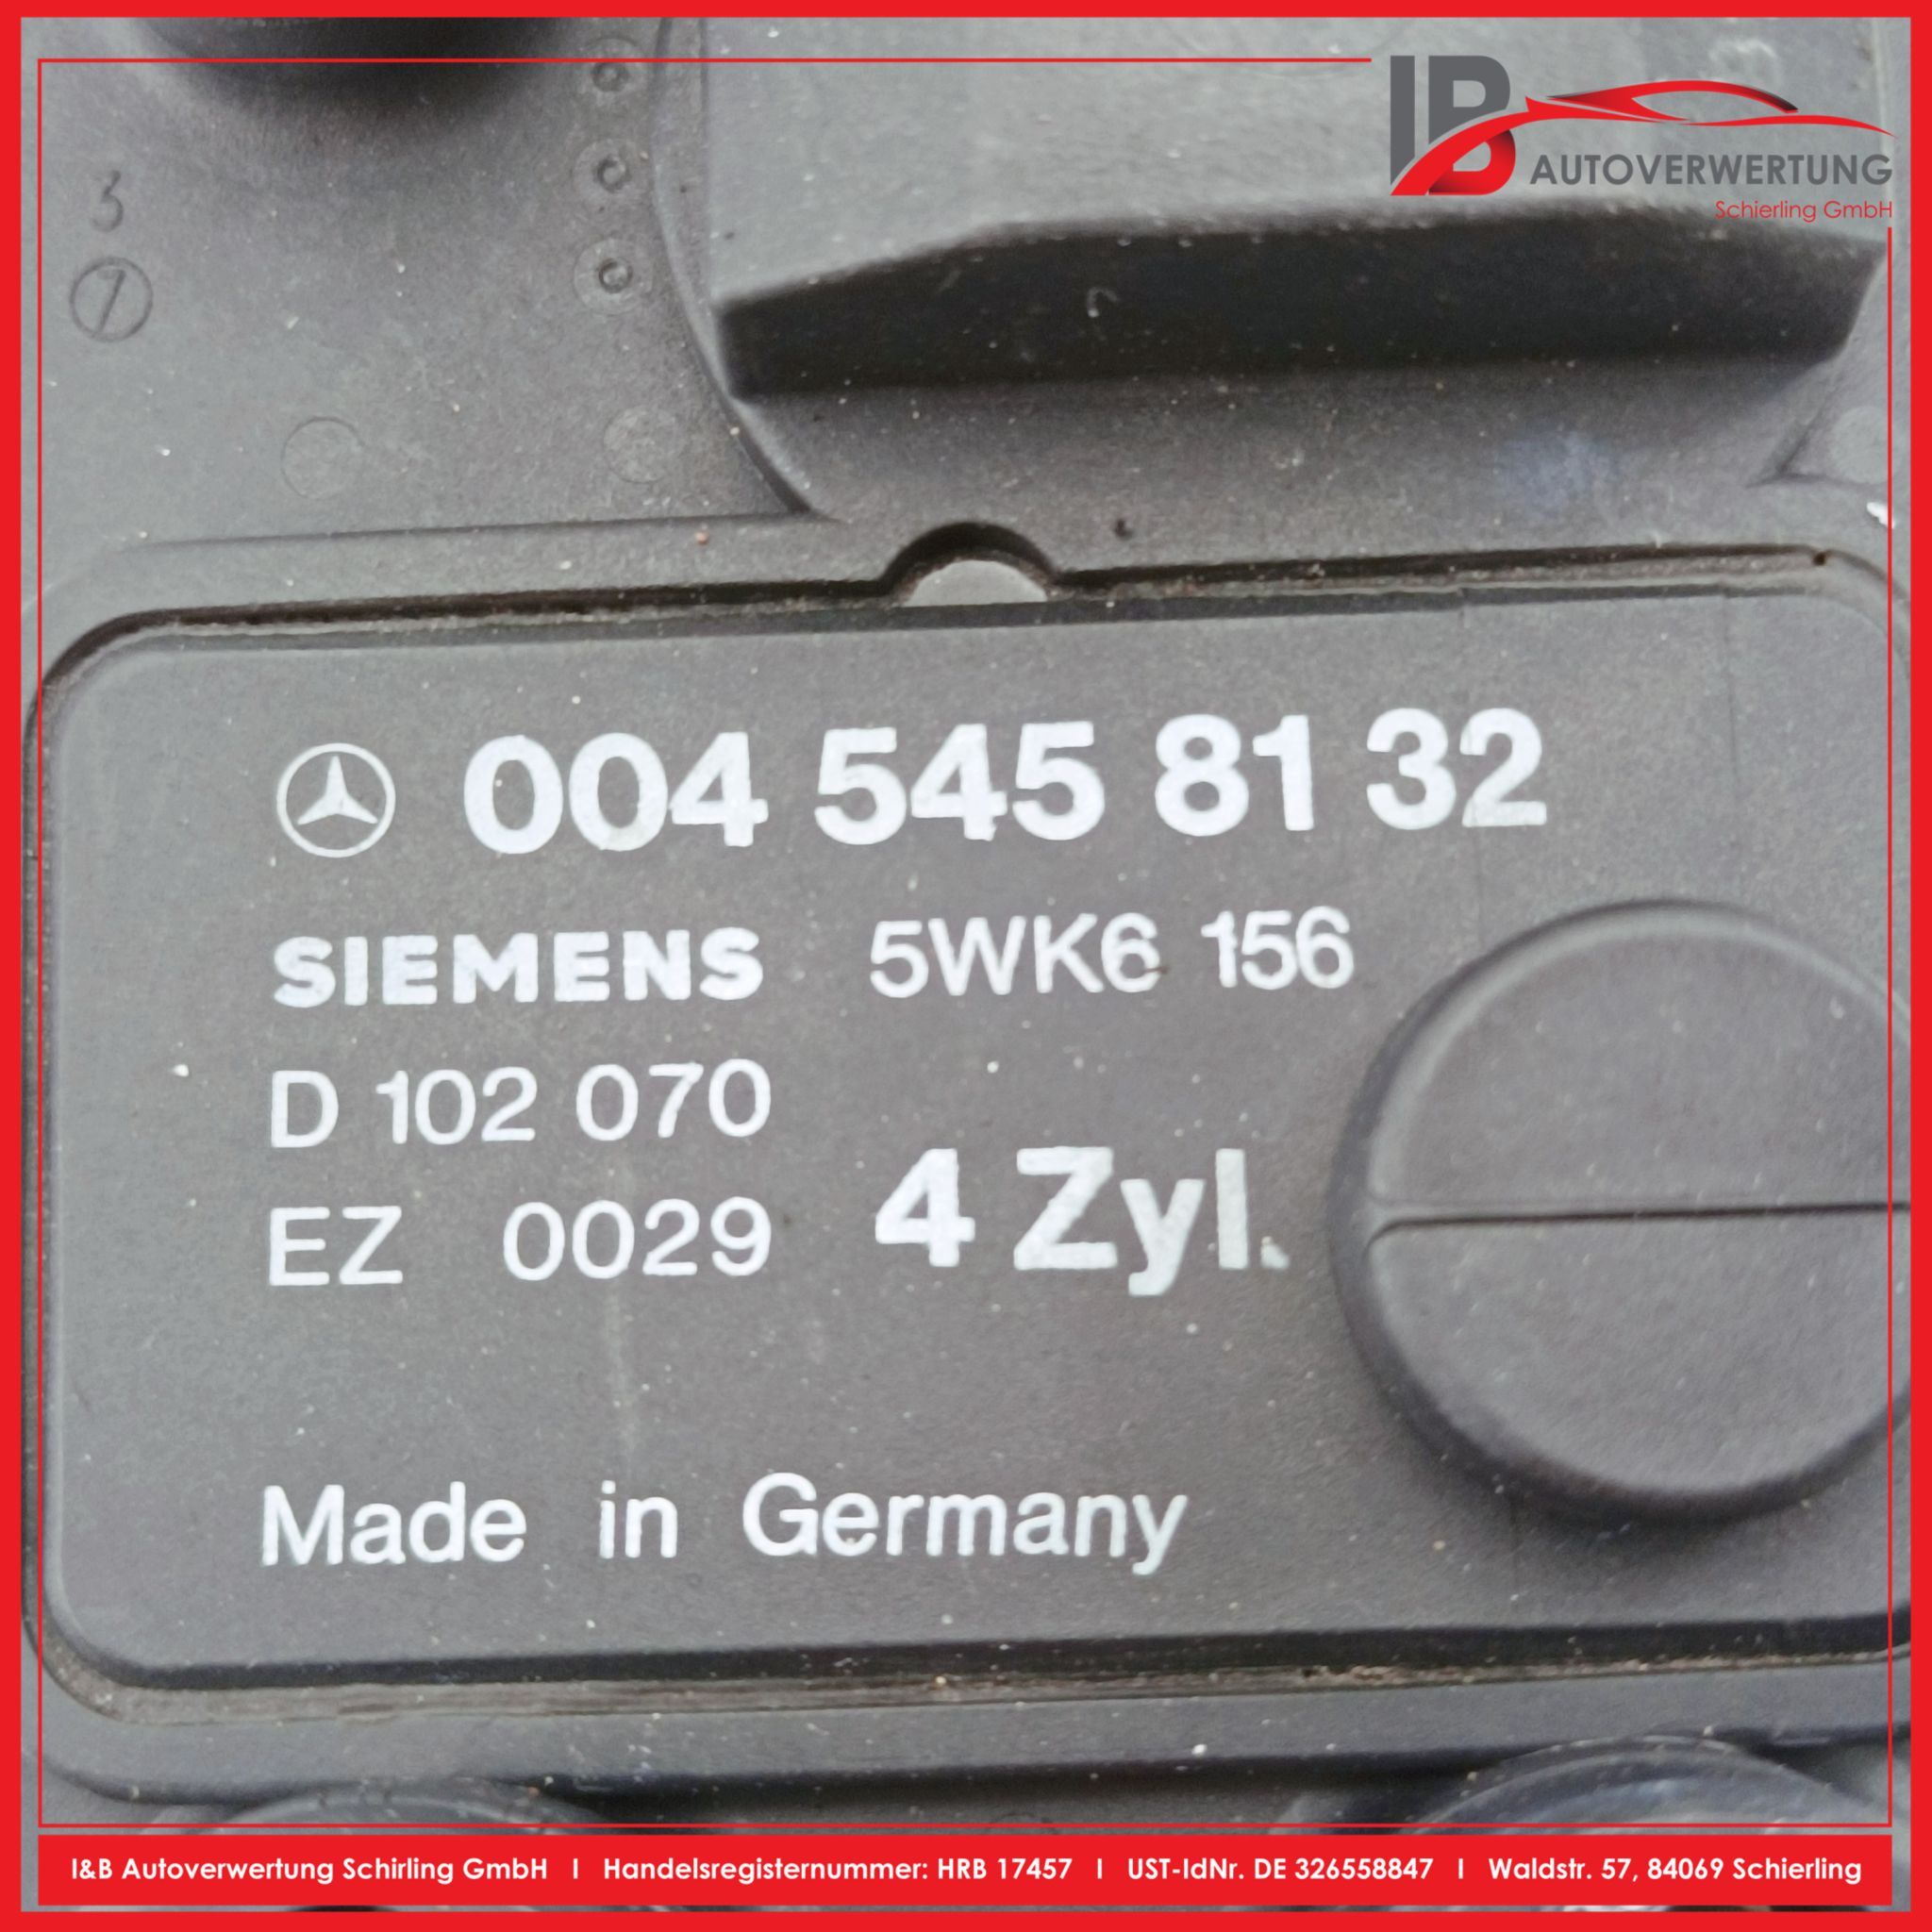 IB
AUTOVERWERTUNG
Schierling GmbH
3
7
004 545 81 32
SIEMENS 5WK6 156
D 102 070
EZ 0029 4 Zyl.
Made in Germany
I&B Autoverwertung Schirling GmbH I Handelsregisternummer: HRB 17457 I UST-IdNr. DE 326558847 I Waldstr. 57, 84069 Schierling